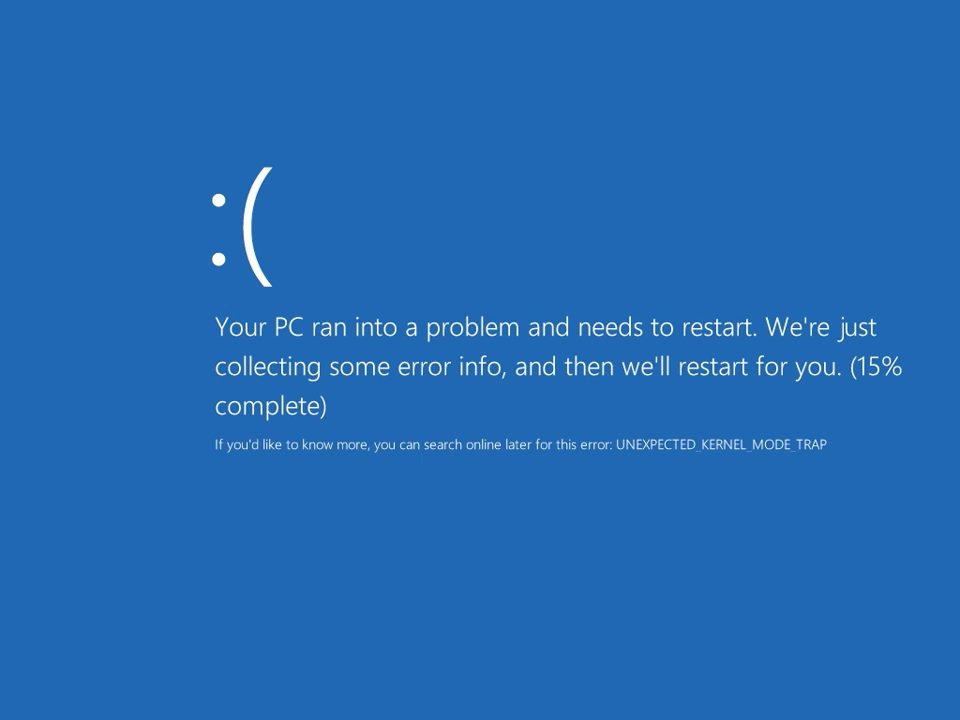 :(
Your PC ran into a problem and needs to restart. We're just
collecting some error info, and then we'll restart for you. (15%
complete)
If you'd like to know more, you can search online later for this error: UNEXPECTED_KERNEL_MODE_TRAP